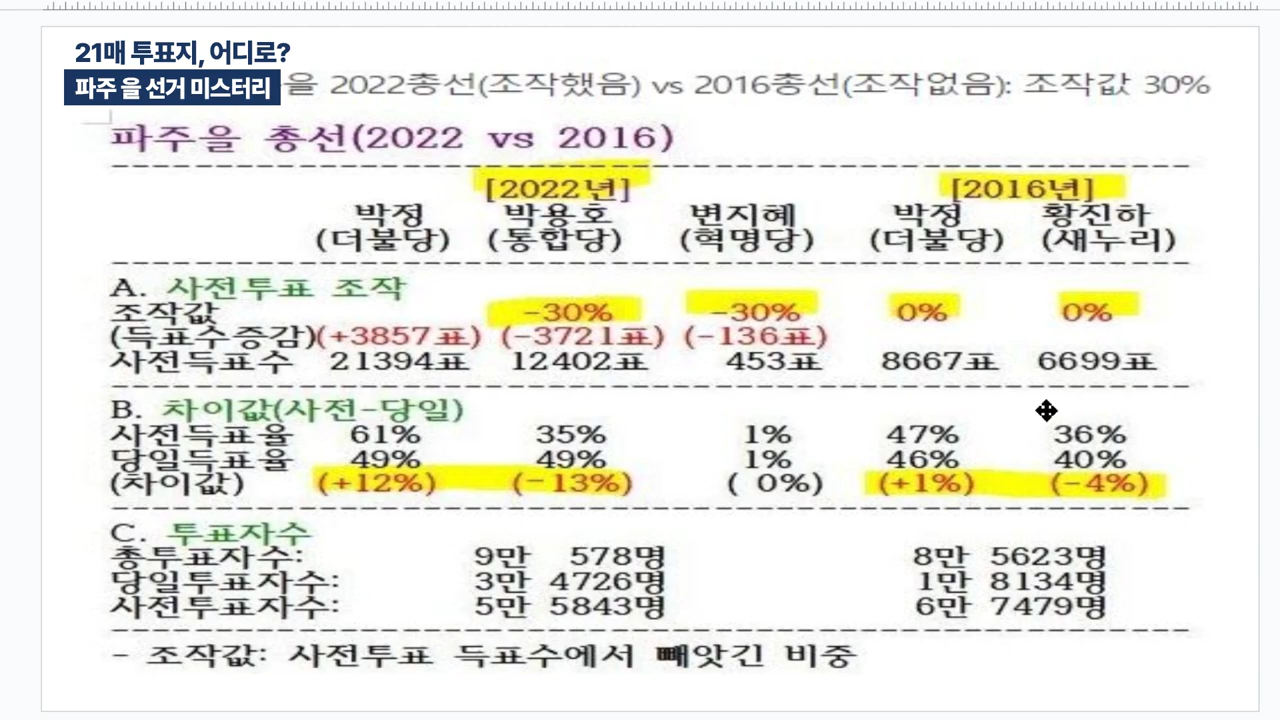 21매 투표지, 어디로?
파주 을 선거 미스터리
을 2022총선(조작했음) vs 2016총선(조작없음): 조작값 30%
파주을 총선(2022 vs 2016)
[2022년] [2016년]
박정 박용호 변지혜 박정 황진하
(더불당) (통합당) (혁명당) (더불당) (새누리)
A. 사전투표 조작
조작값 -30% -30% 0% 0%
(득표수증감)(+3857표) (-3721표) (-136표)
사전득표수 21394표 12402표 453표 8667표 6699표
B. 차이값(사전-당일)
사전득표율 61% 35% 1% 47% 36%
당일득표율 49% 49% 1% 46% 40%
(차이값) (+12%) (-13%) ( 0%) (+1%) (-4%)
C. 투표자수
총투표자수: 9만 578명 8만 5623명
당일투표자수: 3만 4726명 1만 8134명
사전투표자수: 5만 5843명 6만 7479명
- 조작값: 사전투표 득표수에서 빼앗긴 비중